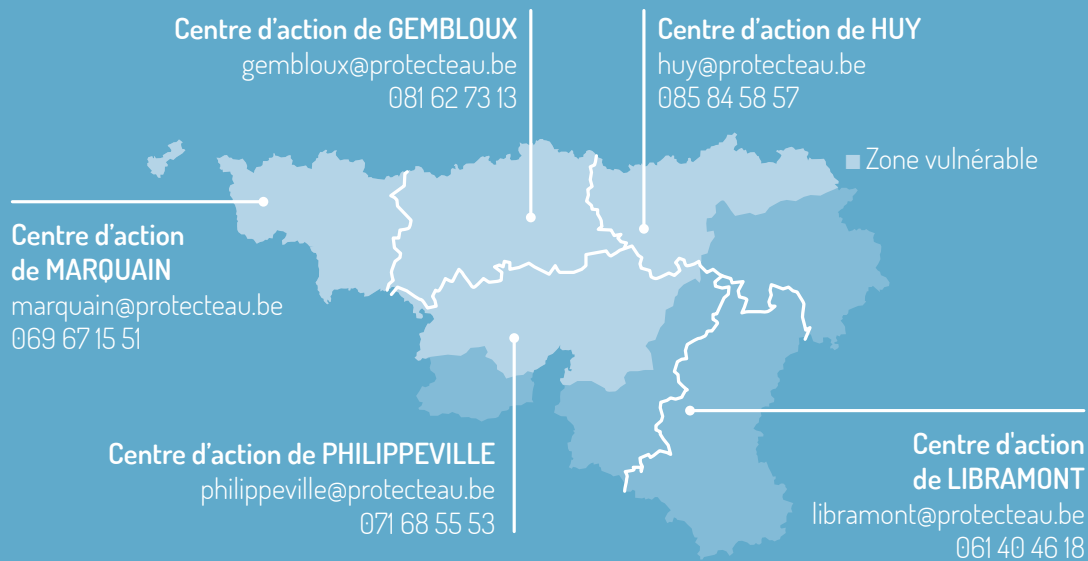 Centre d’action de GEMBLOUX
gembloux@protecteau.be
081 62 73 13
Centre d’action de HUY
huy@protecteau.be
085 84 58 57
Zone vulnérable
Centre d’action
de MARQUAIN
marquain@protecteau.be
069 67 15 51
Centre d’action de PHILIPPEVILLE
philippeville@protecteau.be
071 68 55 53
Centre d'action
de LIBRAMONT
libramont@protecteau.be
061 40 46 18